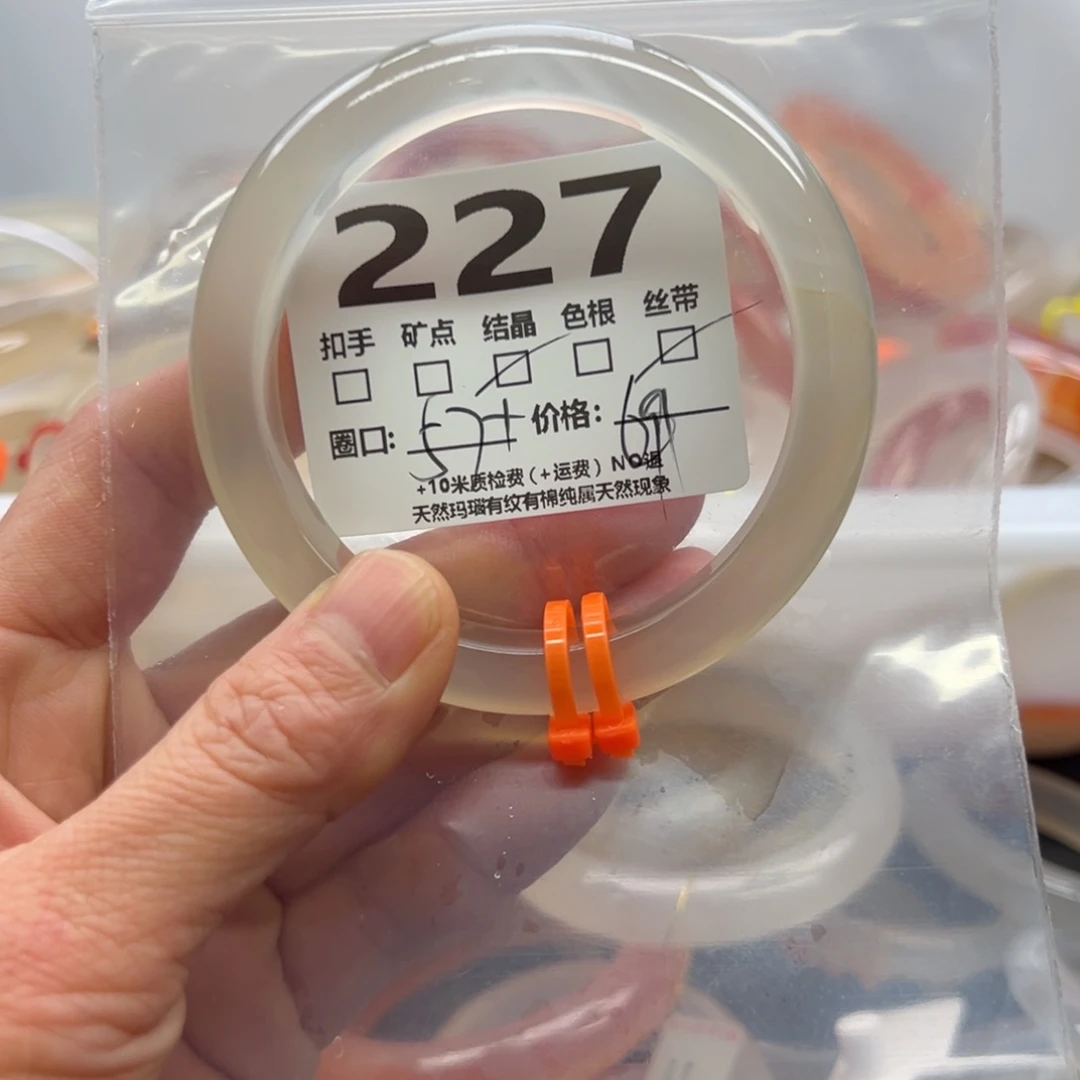 227
扣手 矿点 结晶 色根 丝带
圈口: 57+ 价格:
+10米质检费(+运费) NO退
天然玛瑙有纹有棉纯属天然现象